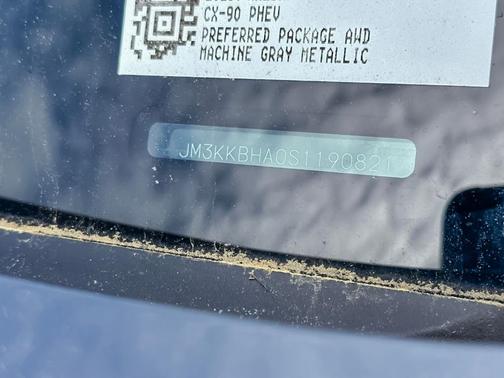 CX-90 PHEV
PREFERRED PACKAGE AWD
MACHINE GRAY METALLIC
JM3KKBHA0S1190821